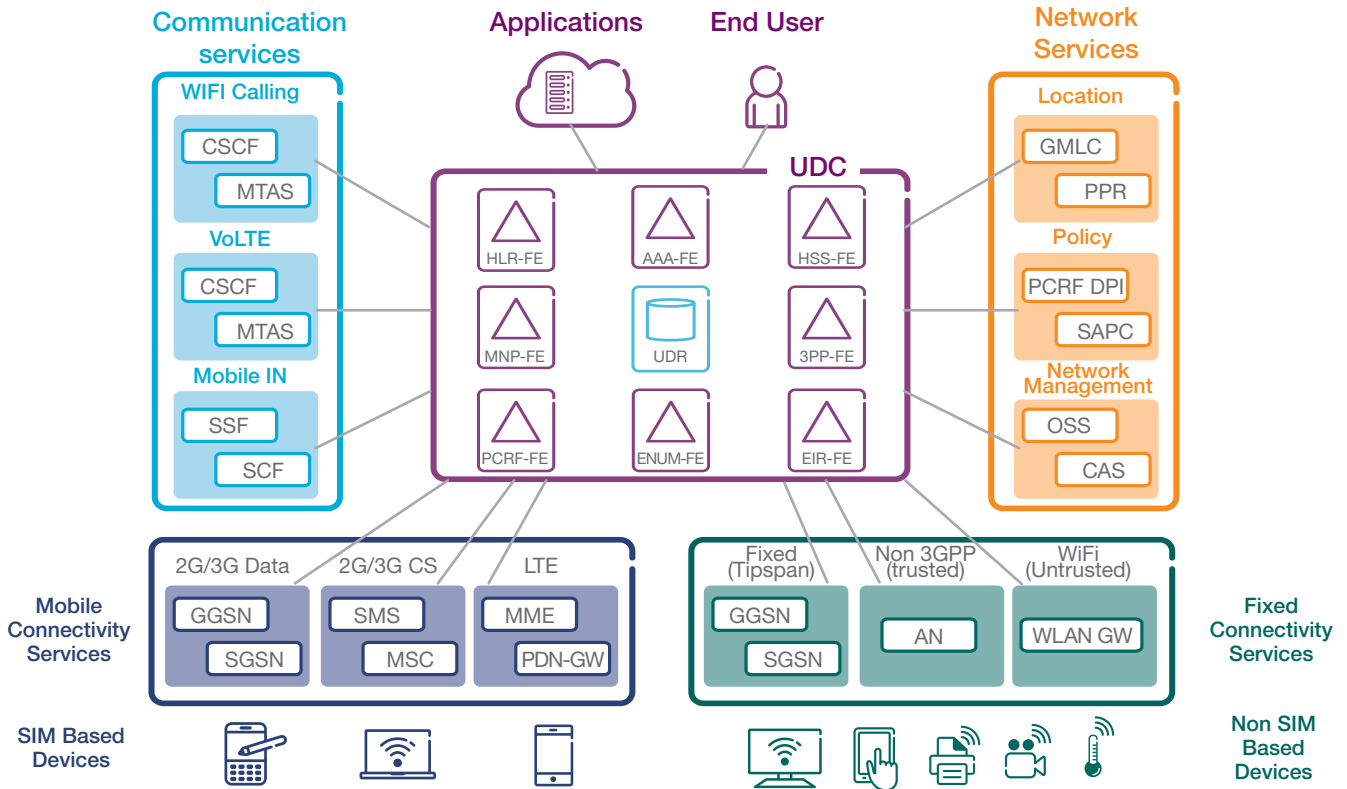 Communication
services
Applications
End User
Network
Services
WIFI Calling
CSCF
MTAS
VoLTE
CSCF
MTAS
Mobile IN
SSF
SCF
UDC
HLR-FE
AAA-FE
HSS-FE
MNP-FE
UDR
3PP-FE
PCRF-FE
ENUM-FE
EIR-FE
Location
GMLC
PPR
Policy
PCRF DPI
SAPC
Network
Management
OSS
CAS
Mobile
Connectivity
Services
2G/3G Data
GGSN
SGSN
2G/3G CS
SMS
MSC
LTE
MME
PDN-GW
Fixed
(Tipspan)
GGSN
SGSN
Non 3GPP
(trusted)
AN
WiFi
(Untrusted)
WLAN GW
Fixed
Connectivity
Services
SIM Based
Devices
Non SIM
Based
Devices